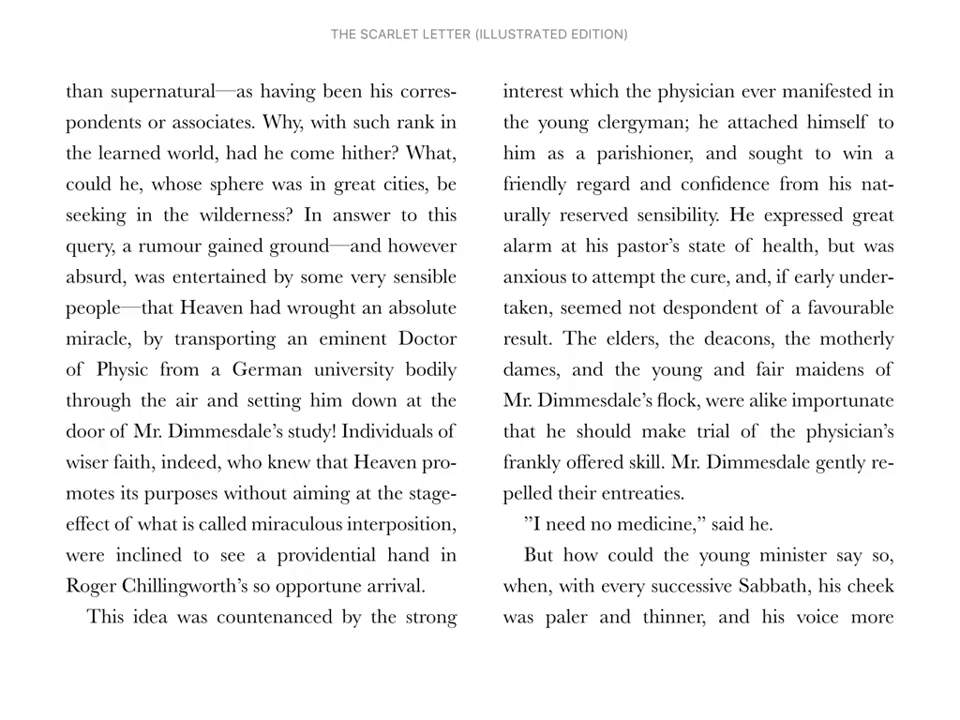 THE SCARLET LETTER (ILLUSTRATED EDITION)
than supernatural—as having been his corres-
pondents or associates. Why, with such rank in
the learned world, had he come hither? What,
could he, whose sphere was in great cities, be
seeking in the wilderness? In answer to this
query, a rumour gained ground—and however
absurd, was entertained by some very sensible
people—that Heaven had wrought an absolute
miracle, by transporting an eminent Doctor
of Physic from a German university bodily
through the air and setting him down at the
door of Mr. Dimmesdale’s study! Individuals of
wiser faith, indeed, who knew that Heaven pro-
motes its purposes without aiming at the stage-
effect of what is called miraculous interposition,
were inclined to see a providential hand in
Roger Chillingworth’s so opportune arrival.
This idea was countenanced by the strong
interest which the physician ever manifested in
the young clergyman; he attached himself to
him as a parishioner, and sought to win a
friendly regard and confidence from his nat-
urally reserved sensibility. He expressed great
alarm at his pastor’s state of health, but was
anxious to attempt the cure, and, if early under-
taken, seemed not despondent of a favourable
result. The elders, the deacons, the motherly
dames, and the young and fair maidens of
Mr. Dimmesdale’s flock, were alike importunate
that he should make trial of the physician’s
frankly offered skill. Mr. Dimmesdale gently re-
pelled their entreaties.
”I need no medicine,” said he.
But how could the young minister say so,
when, with every successive Sabbath, his cheek
was paler and thinner, and his voice more